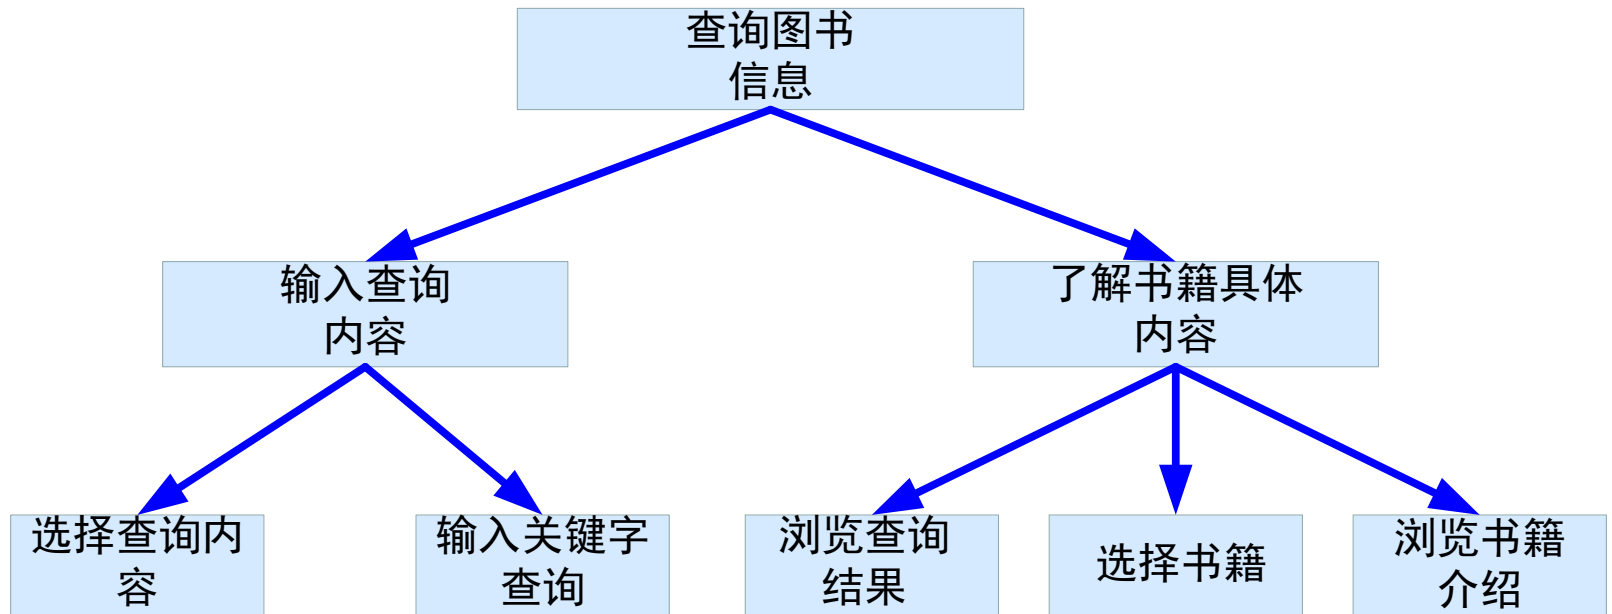 查询图书
信息
输入查询
内容
了解书籍具体
内容
选择查询内
容
输入关键字
查询
浏览查询
结果
选择书籍
浏览书籍
介绍